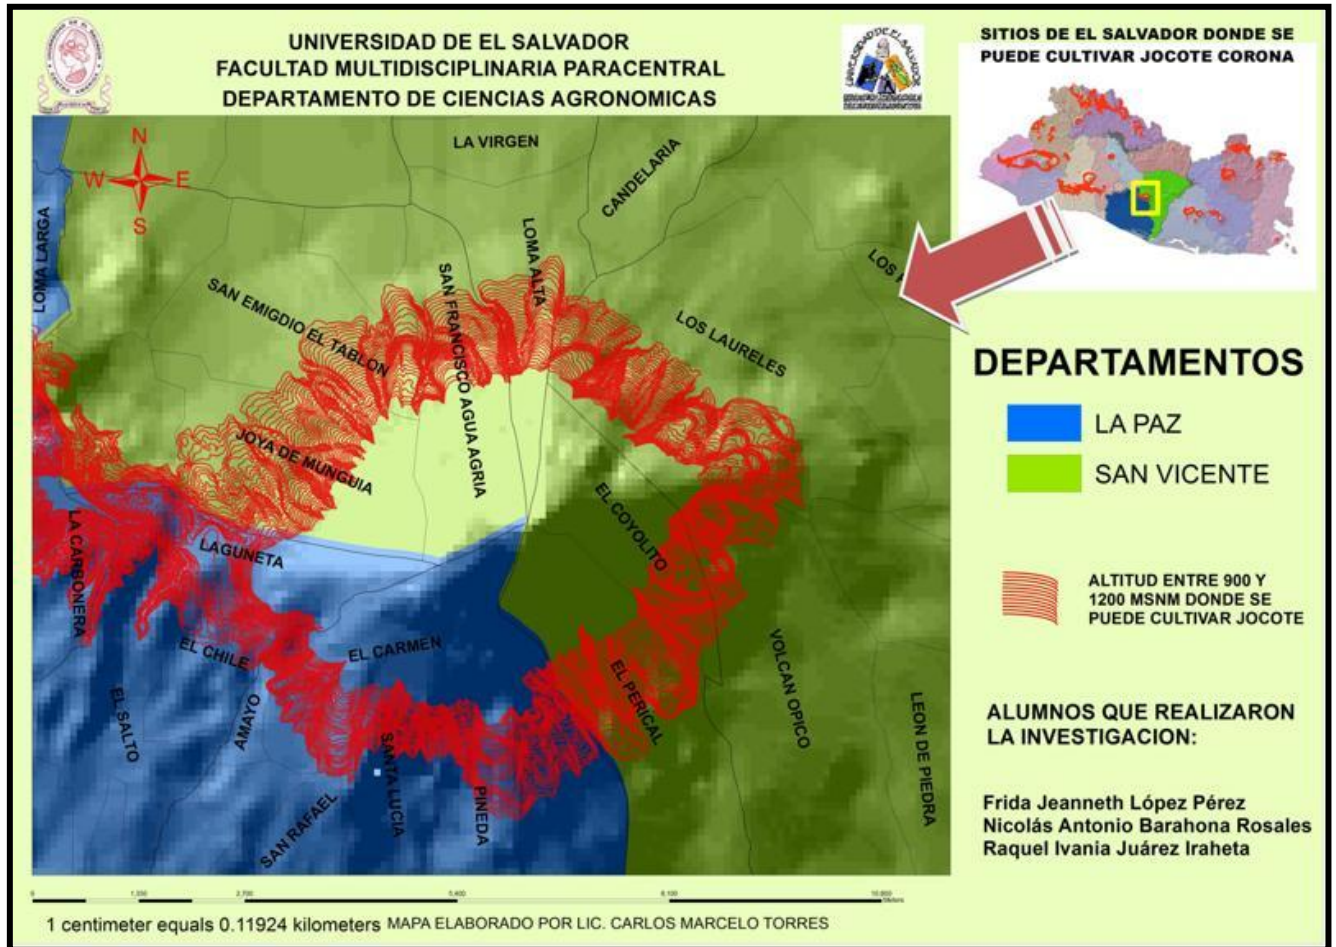 UNIVERSIDAD DE EL SALVADOR
FACULTAD MULTIDISCIPLINARIA PARACENTRAL
DEPARTAMENTO DE CIENCIAS AGRONOMICAS
SITIOS DE EL SALVADOR DONDE SE
PUEDE CULTIVAR JOCOTE CORONA
N
W E
S
LA VIRGEN
CANDELARIA
LOMA LARGA
LOMA ALTA
LOS
SAN EMIGDIO EL TABLON
SAN FRANCISCO AGUA AGRIA
LOS LAURELES
JOYA DE MUNGUIA
EL COYOLITO
LA CARBONERA
LAGUNETA
EL CHILE
EL CARMEN
EL PERICAL
VOLCAN OPICO
EL SALTO
AMAYO
SANTA LUCIA
PINEDA
SAN RAFAEL
LEON DE PIEDRA
DEPARTAMENTOS
LA PAZ
SAN VICENTE
ALTITUD ENTRE 900 Y
1200 MSNM DONDE SE
PUEDE CULTIVAR JOCOTE
ALUMNOS QUE REALIZARON
LA INVESTIGACION:
Frida Jeanneth López Pérez
Nicolás Antonio Barahona Rosales
Raquel Ivania Juárez Iraheta
1 centimeter equals 0.11924 kilometers MAPA ELABORADO POR LIC. CARLOS MARCELO TORRES